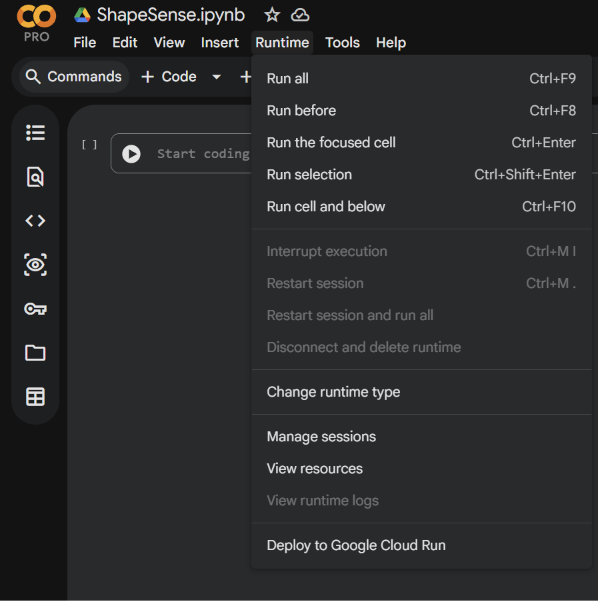 ShapeSense.ipynb
PRO
File Edit View Insert Runtime Tools Help
Commands + Code +
Run all Ctrl+F9
Run before Ctrl+F8
[ ] Start coding Run the focused cell Ctrl+Enter
Run selection Ctrl+Shift+Enter
Run cell and below Ctrl+F10
Interrupt execution Ctrl+M I
Restart session Ctrl+M .
Restart session and run all
Disconnect and delete runtime
Change runtime type
Manage sessions
View resources
View runtime logs
Deploy to Google Cloud Run